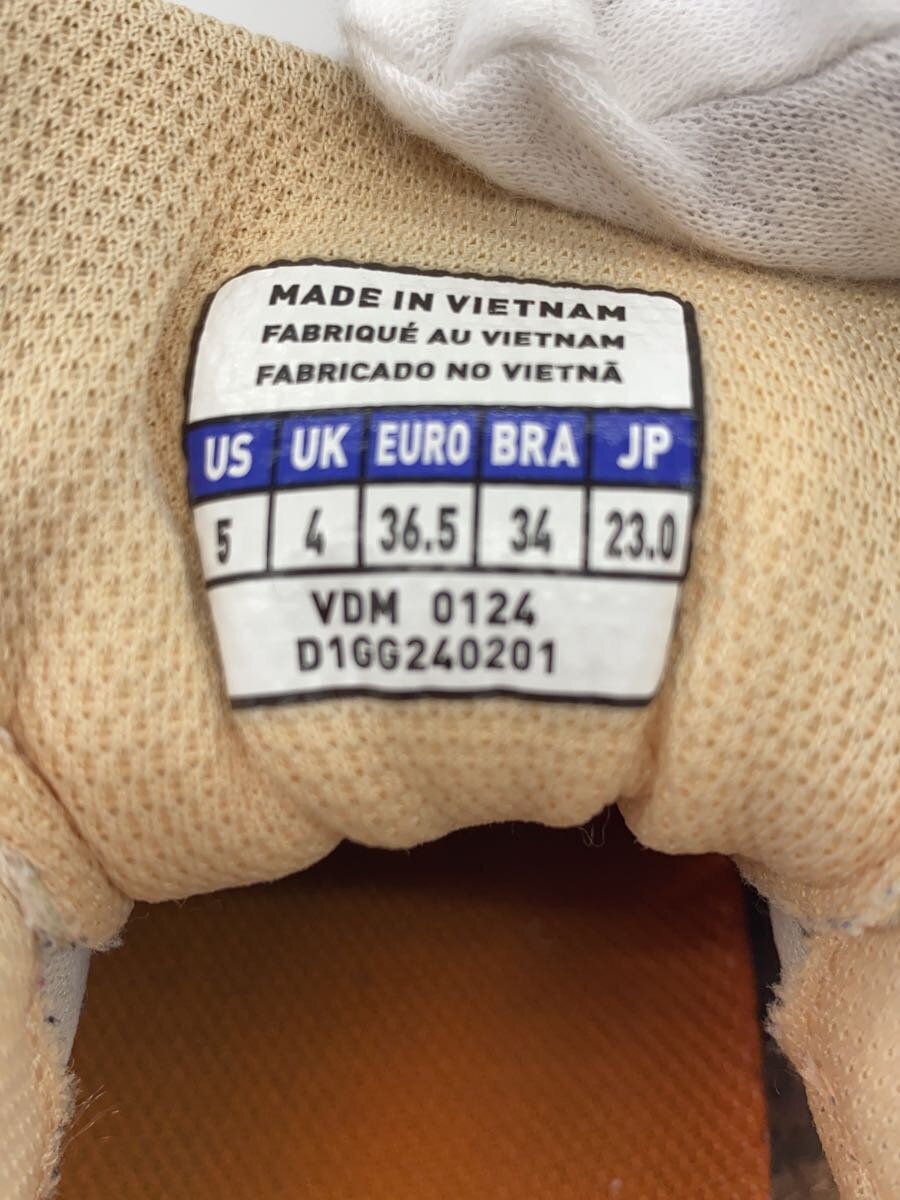 MADE IN VIETNAM
FABRIQUÉ AU VIETNAM
FABRICADO NO VIETNÃ
US UK EURO BRA JP
5 4 36.5 34 23.0
VDM 0124
D1GG240201